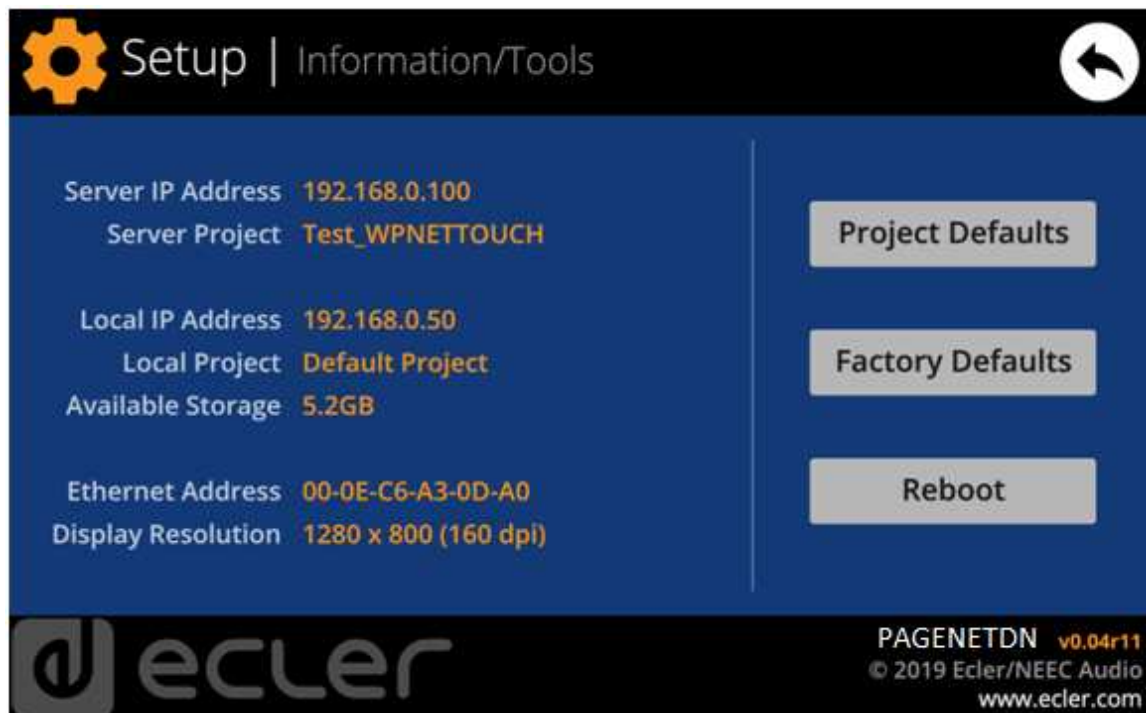 Setup | Information/Tools
Server IP Address 192.168.0.100
Server Project Test_WPNETTOUCH
Local IP Address 192.168.0.50
Local Project Default Project
Available Storage 5.2GB
Ethernet Address 00-0E-C6-A3-0D-A0
Display Resolution 1280 x 800 (160 dpi)
Project Defaults
Factory Defaults
Reboot
ecler
PAGENETDN v0.04r11
© 2019 Ecler/NEEC Audio
www.ecler.com